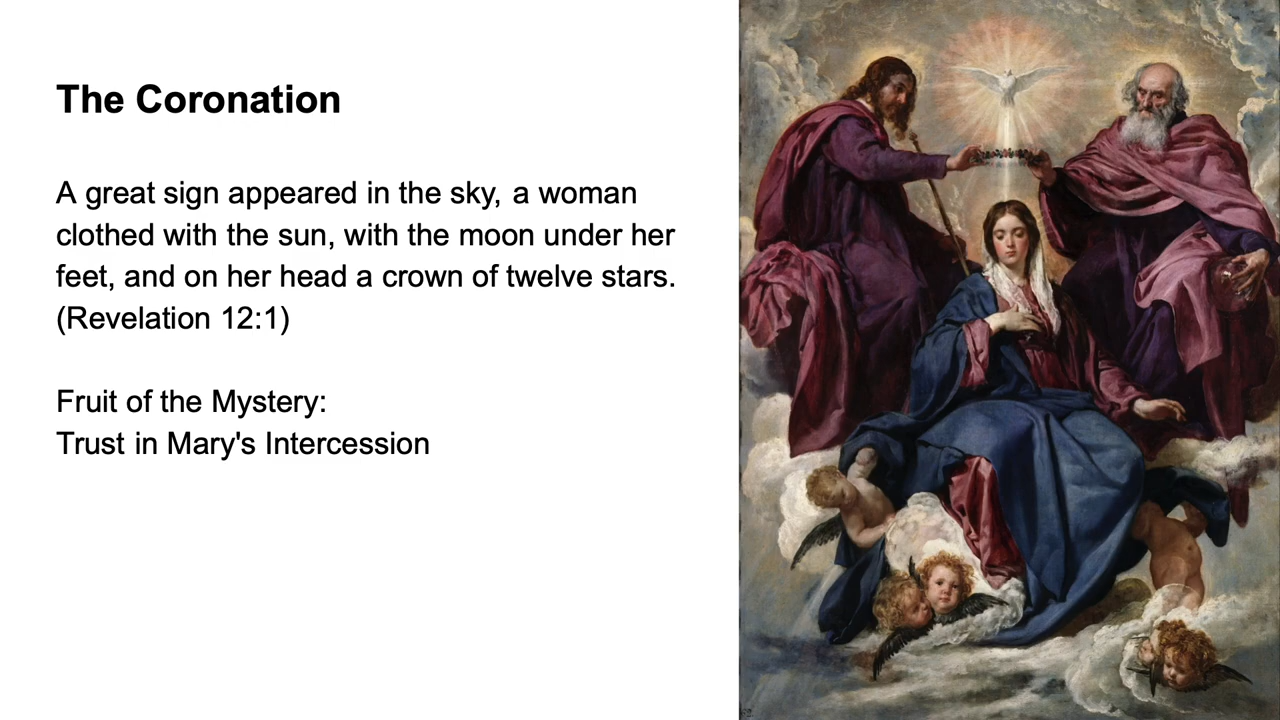 The Coronation
A great sign appeared in the sky, a woman
clothed with the sun, with the moon under her
feet, and on her head a crown of twelve stars.
(Revelation 12:1)
Fruit of the Mystery:
Trust in Mary's Intercession